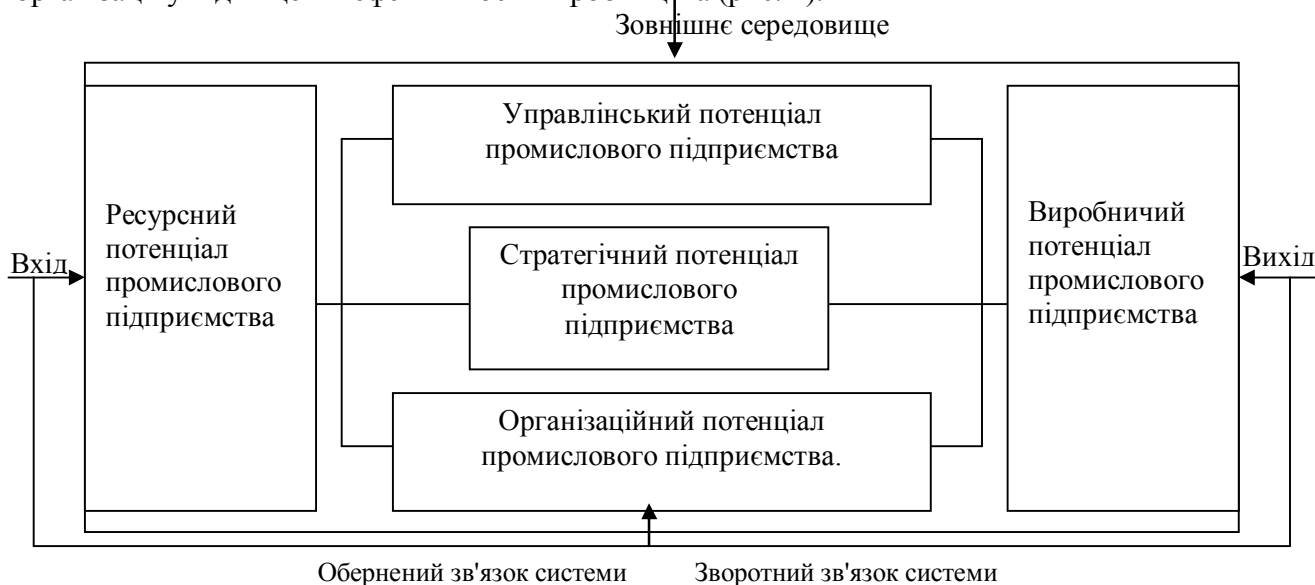 Зовнішнє середовище
Управлінський потенціал
промислового підприємства
Ресурсний
потенціал
промислового
підприємства
Вхід
Стратегічний потенціал
промислового
підприємства
Виробничий
потенціал
промислового
підприємства
Вихід
Організаційний потенціал
промислового підприємства.
Обернений зв'язок системи Зворотний зв'язок системи